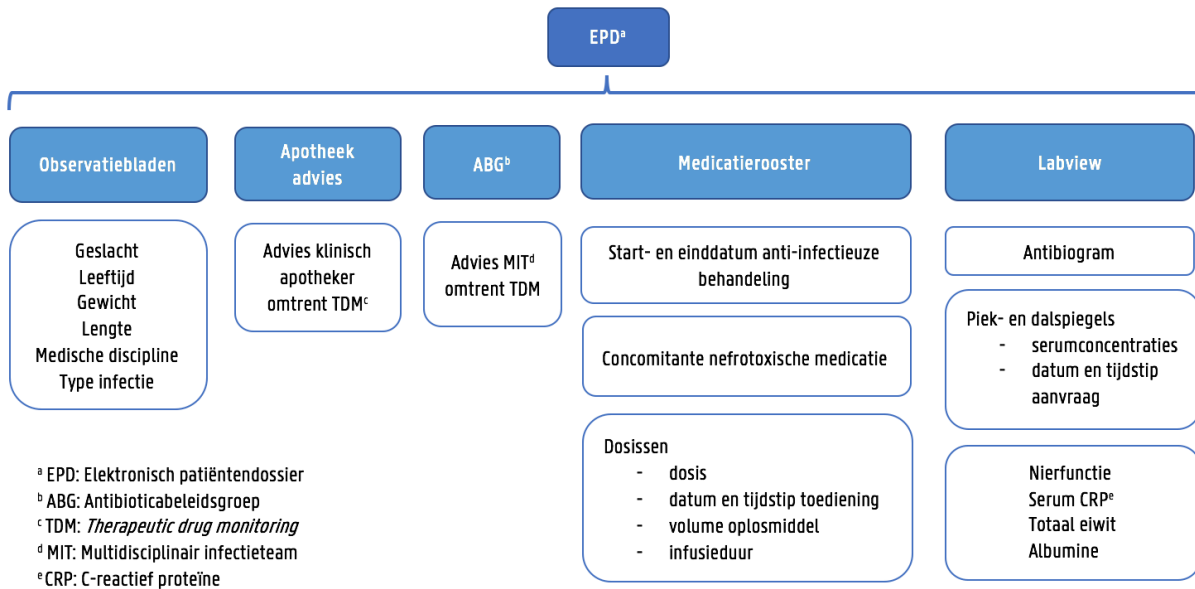 EPDᵃ
Observatiebladen
Geslacht
Leeftijd
Gewicht
Lengte
Medische discipline
Type infectie
Apotheek
advies
Advies klinisch
apotheker
omtrent TDMᶜ
ABGᵇ
Advies MITᵈ
omtrent TDM
Medicatierooster
Start- en einddatum anti-infectieuze
behandeling
Concomitante nefrotoxische medicatie
Dosissen
- dosis
- datum en tijdstip toediening
- volume oplosmiddel
- infusieduur
Labview
Antibiogram
Piek- en dalspiegels
- serumconcentraties
- datum en tijdstip
aanvraag
Nierfunctie
Serum CRPᵉ
Totaal eiwit
Albumine
ᵃ EPD: Elektronisch patiëntendossier
ᵇ ABG: Antibioticabeleidsgroep
ᶜ TDM: Therapeutic drug monitoring
ᵈ MIT: Multidisciplinair infectieteam
ᵉ CRP: C-reactief proteïne